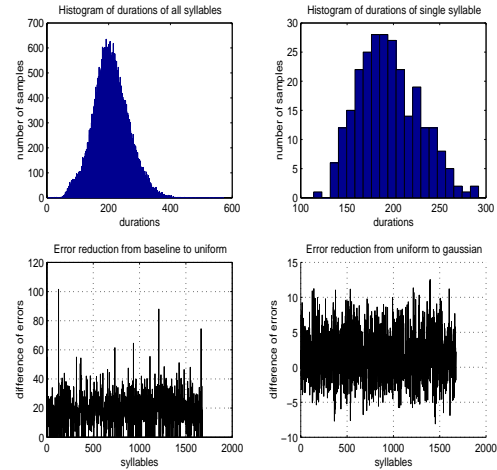 Histogram of durations of all syllables
700
600
500
400
300
200
100
0
number of samples
0 200 400 600
durations
Histogram of durations of single syllable
30
25
20
15
10
5
0
number of samples
100 150 200 250 300
durations
Error reduction from baseline to uniform
120
100
80
60
40
20
0
difference of errors
0 500 1000 1500 2000
syllables
Error reduction from uniform to gaussian
15
10
5
0
−5
−10
difference of errors
0 500 1000 1500 2000
syllables